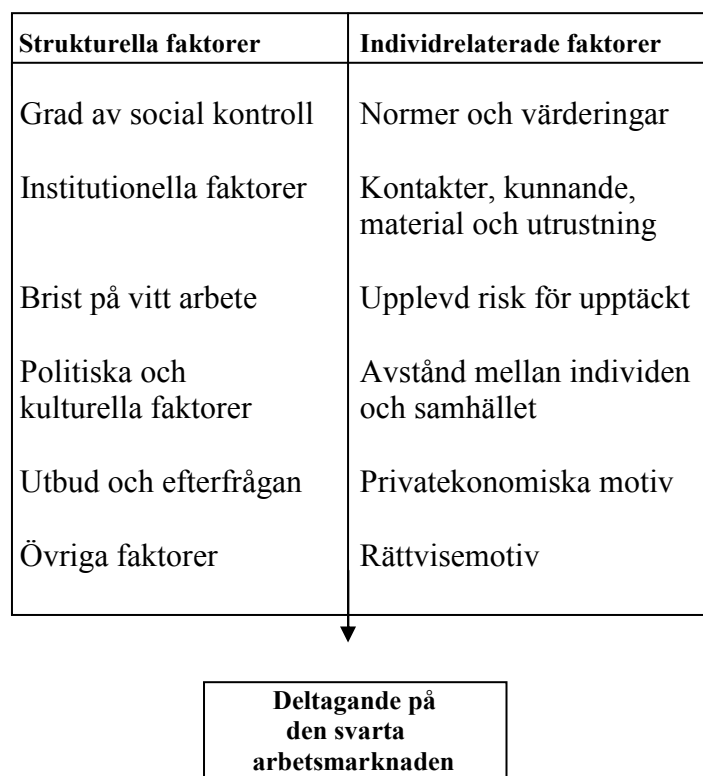 Strukturella faktorer
Individrelaterade faktorer
Grad av social kontroll
Normer och värderingar
Institutionella faktorer
Kontakter, kunnande,
material och utrustning
Brist på vitt arbete
Upplevd risk för upptäckt
Politiska och
kulturella faktorer
Avstånd mellan individen
och samhället
Utbud och efterfrågan
Privatekonomiska motiv
Övriga faktorer
Rättvisemotiv
Deltagande på
den svarta
arbetsmarknaden